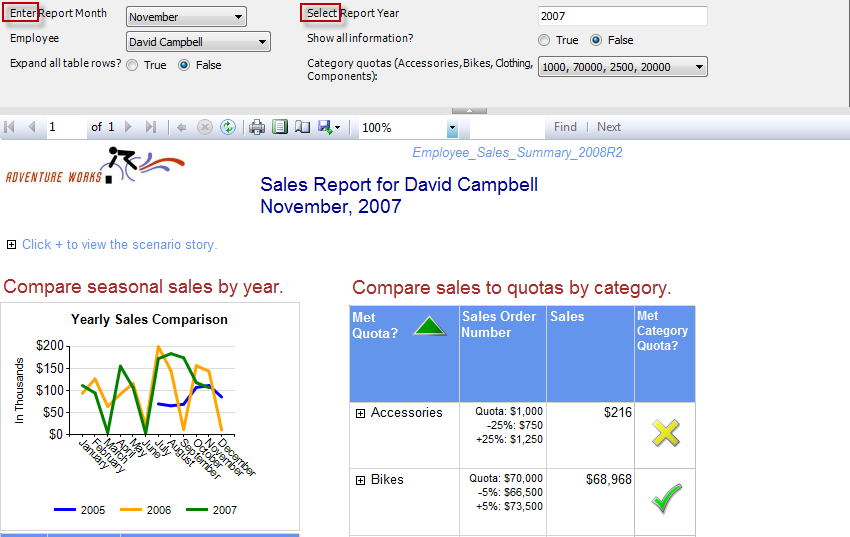 Enter Report Month
November
Select Report Year
2007
Employee
David Campbell
Show all information?
True
False
Expand all table rows?
True
False
Category quotas (Accessories, Bikes, Clothing,
Components):
1000, 70000, 2500, 20000
1
of 1
100%
Find | Next
ADVENTURE WORKS
Employee_Sales_Summary_2008R2
Sales Report for David Campbell
November, 2007
Click + to view the scenario story.
Compare seasonal sales by year.
Yearly Sales Comparison
In Thousands
$200
$150
$100
$50
$0
January
February
March
April
May
June
July
August
September
October
November
December
2005
2006
2007
Compare sales to quotas by category.
Met
Quota?
Sales Order
Number
Sales
Met
Category
Quota?
Accessories
Quota: $1,000
-25%: $750
+25%: $1,250
$216
Bikes
Quota: $70,000
-5%: $66,500
+5%: $73,500
$68,968